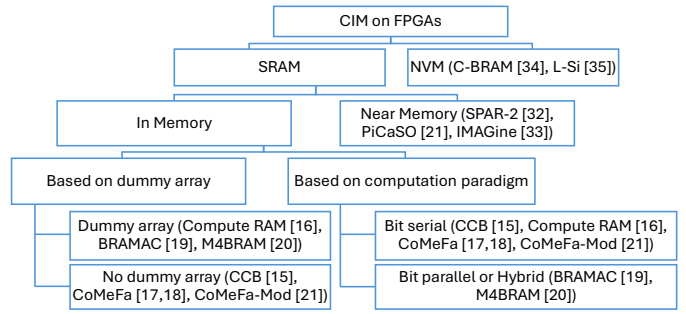 CIM on FPGAs
SRAM
NVM (C-BRAM [34], L-Si [35])
In Memory
Near Memory (SPAR-2 [32],
PiCaSO [21], IMAGine [33])
Based on dummy array
Based on computation paradigm
Dummy array (Compute RAM [16],
BRAMAC [19], M4BRAM [20])
Bit serial (CCB [15], Compute RAM [16],
CoMeFa [17,18], CoMeFa-Mod [21])
No dummy array (CCB [15],
CoMeFa [17,18], CoMeFa-Mod [21])
Bit parallel or Hybrid (BRAMAC [19],
M4BRAM [20])